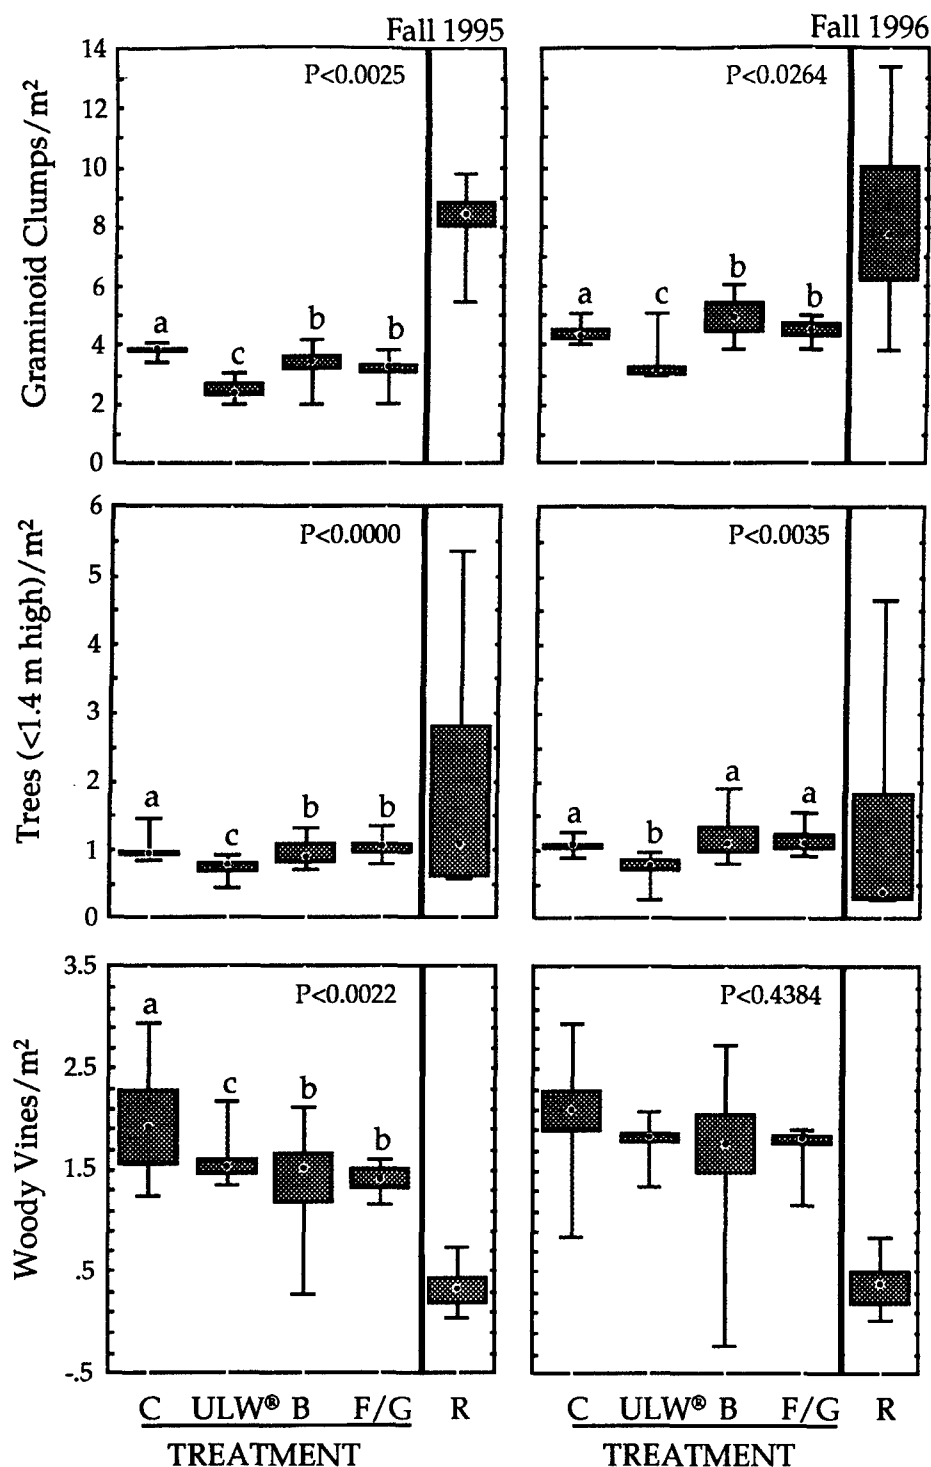 Fall 1995
Fall 1996
Graminoid Clumps/m²
14
12
10
8
6
4
2
0
P<0.0025
a
c
b
b
P<0.0264
a
c
b
b
Trees (<1.4 m high)/m²
6
5
4
3
2
1
0
P<0.0000
a
c
b
b
P<0.0035
a
b
a
a
Woody Vines/m²
3.5
2.5
1.5
.5
-.5
P<0.0022
a
c
b
b
P<0.4384
C ULW® B F/G R
TREATMENT
C ULW® B F/G R
TREATMENT